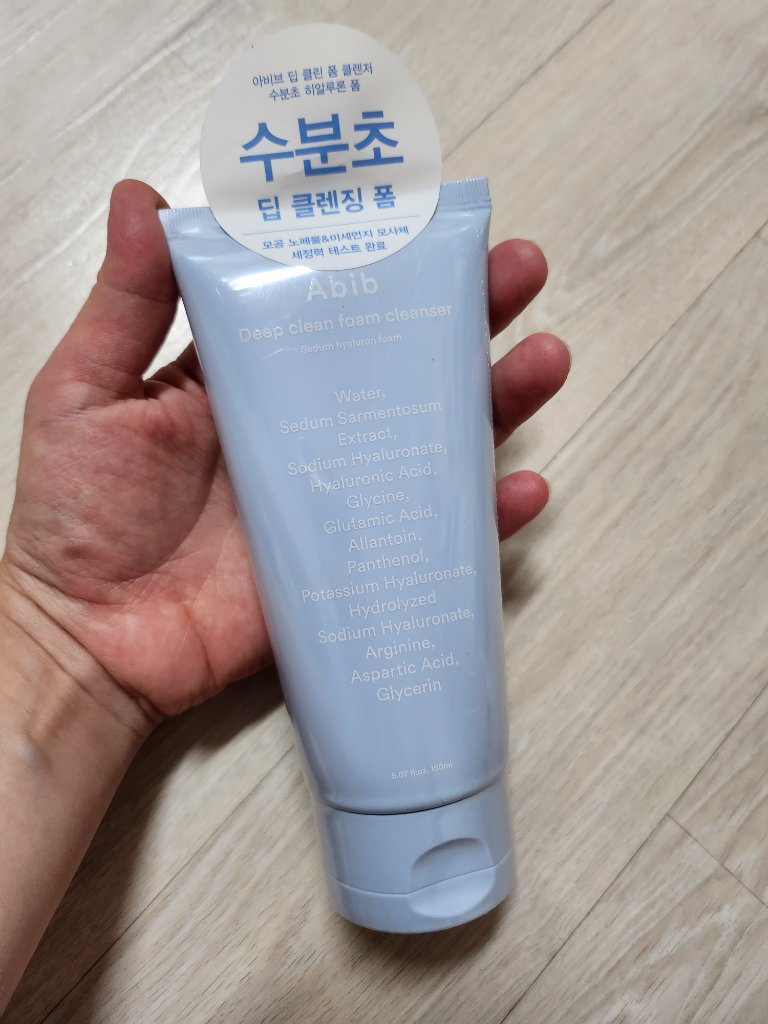 아비브 딥 클린 폼 클렌저
수분초 히알루론 폼
수분초
딥 클렌징 폼
모공 노폐물&미세먼지 모사체
세정력 테스트 완료
Abib
Deep clean foam cleanser
Sedum hyaluron foam
Water,
Sedum Sarmentosum
Extract,
Sodium Hyaluronate,
Hyaluronic Acid,
Glycine,
Glutamic Acid,
Allantoin,
Panthenol,
Potassium Hyaluronate,
Hydrolyzed
Sodium Hyaluronate,
Arginine,
Aspartic Acid,
Glycerin
5.07 fl.oz. 150ml